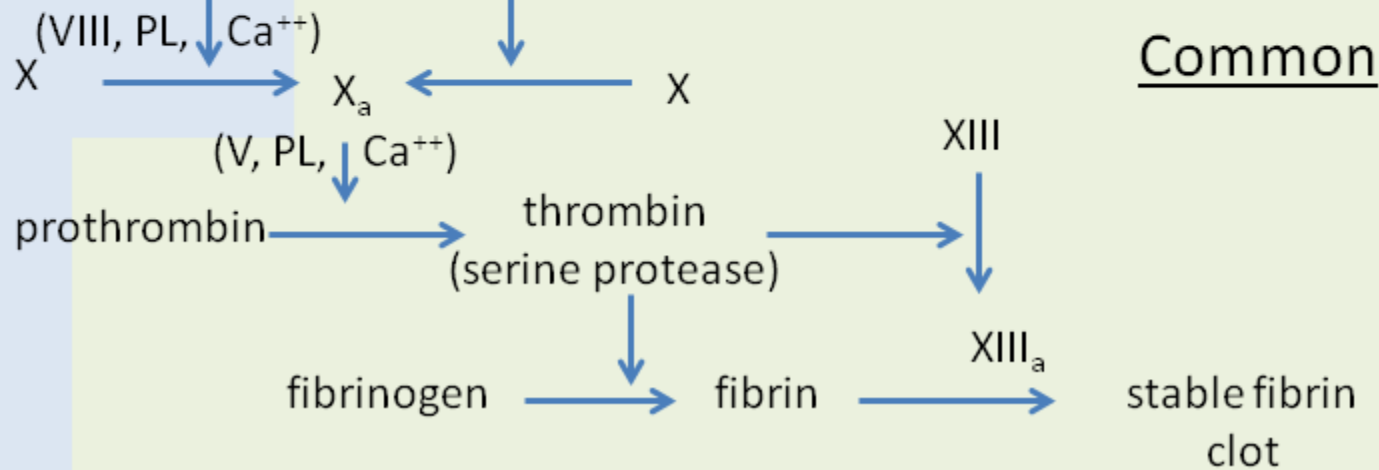 (VIII, PL, Ca⁺⁺)
Common
X Xₐ X
(V, PL, Ca⁺⁺)
XIII
prothrombin thrombin
(serine protease)
XIIIₐ
fibrinogen fibrin stable fibrin
clot